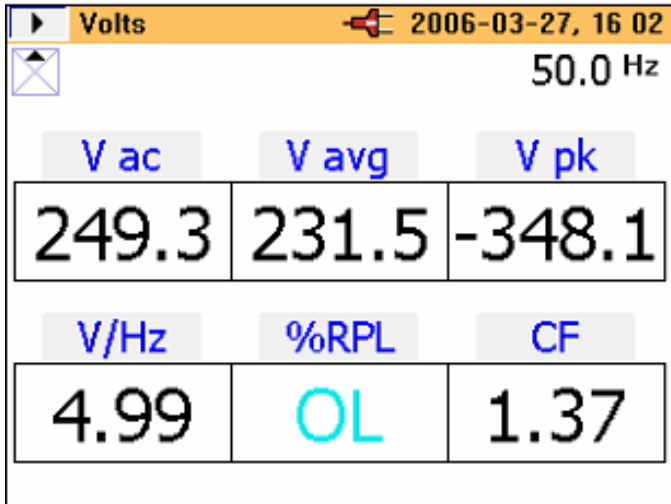 Volts 2006-03-27, 16 02
50.0 Hz
V ac V avg V pk
249.3 231.5 -348.1
V/Hz %RPL CF
4.99 OL 1.37